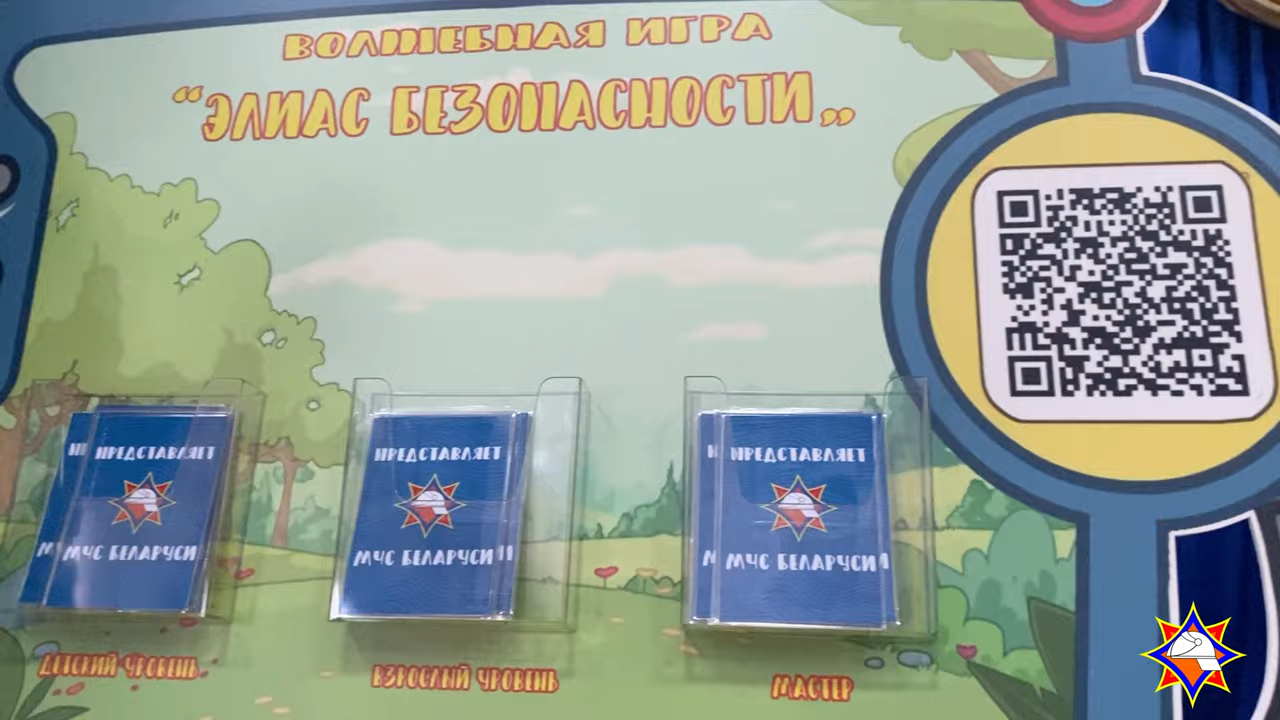 ВОЛШЕБНАЯ ИГРА
“ЭЛИАС БЕЗОПАСНОСТИ„
ПРЕДСТАВЛЯЕТ
МЧС БЕЛАРУСИ
ПРЕДСТАВЛЯЕТ
МЧС БЕЛАРУСИ
ПРЕДСТАВЛЯЕТ
МЧС БЕЛАРУСИ
ДЕТСКИЙ УРОВЕНЬ
ВЗРОСЛЫЙ УРОВЕНЬ
МАСТЕР